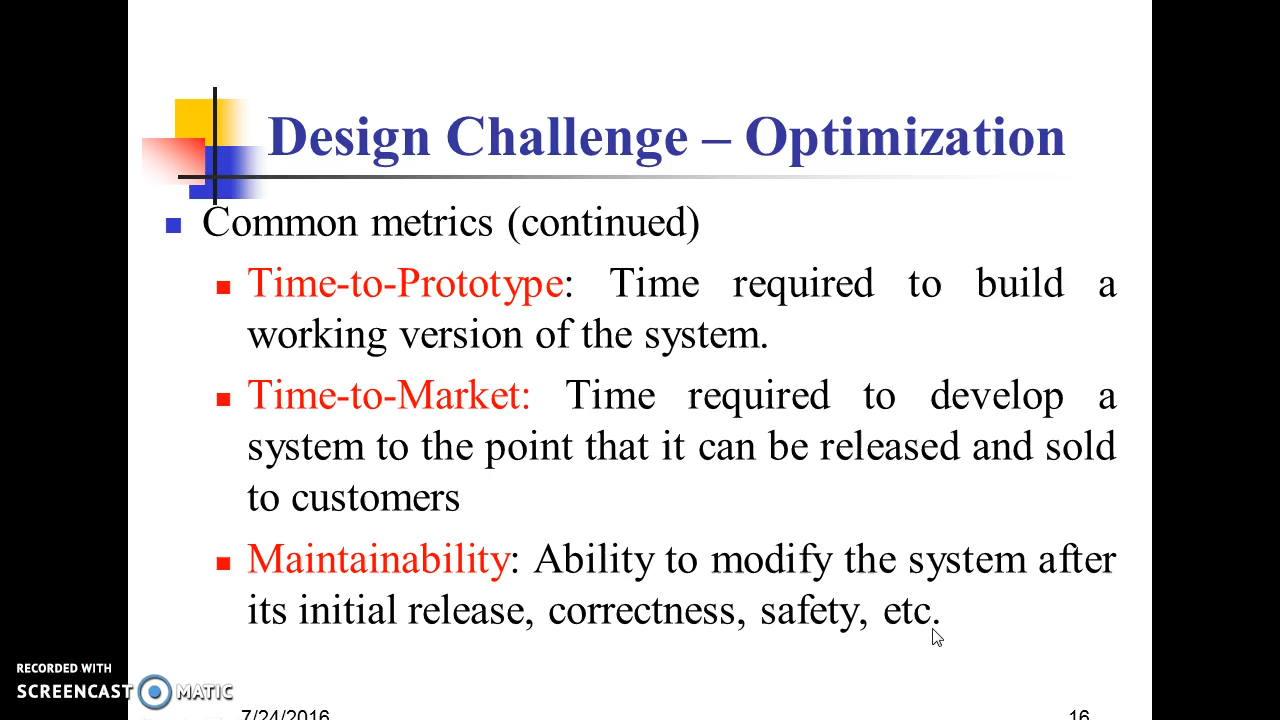 Design Challenge – Optimization
Common metrics (continued)
Time-to-Prototype: Time required to build a
working version of the system.
Time-to-Market: Time required to develop a
system to the point that it can be released and sold
to customers
Maintainability: Ability to modify the system after
its initial release, correctness, safety, etc.
RECORDED WITH
SCREENCAST MATIC
7/24/2016
16